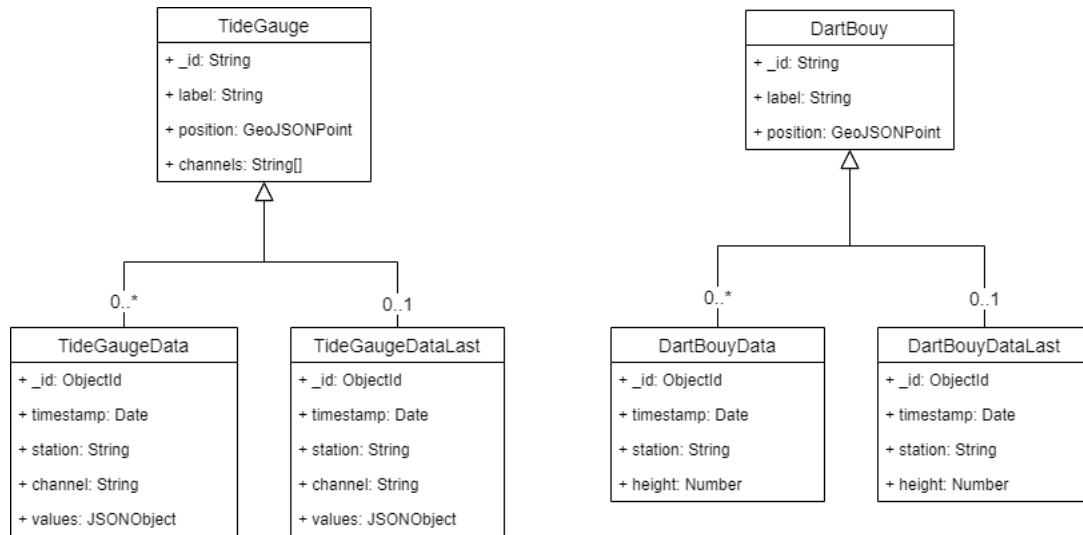 TideGauge
+ _id: String
+ label: String
+ position: GeoJSONPoint
+ channels: String[]
DartBouy
+ _id: String
+ label: String
+ position: GeoJSONPoint
0..*
0..1
0..*
0..1
TideGaugeData
+ _id: ObjectId
+ timestamp: Date
+ station: String
+ channel: String
+ values: JSONObject
TideGaugeDataLast
+ _id: ObjectId
+ timestamp: Date
+ station: String
+ channel: String
+ values: JSONObject
DartBouyData
+ _id: ObjectId
+ timestamp: Date
+ station: String
+ height: Number
DartBouyDataLast
+ _id: ObjectId
+ timestamp: Date
+ station: String
+ height: Number